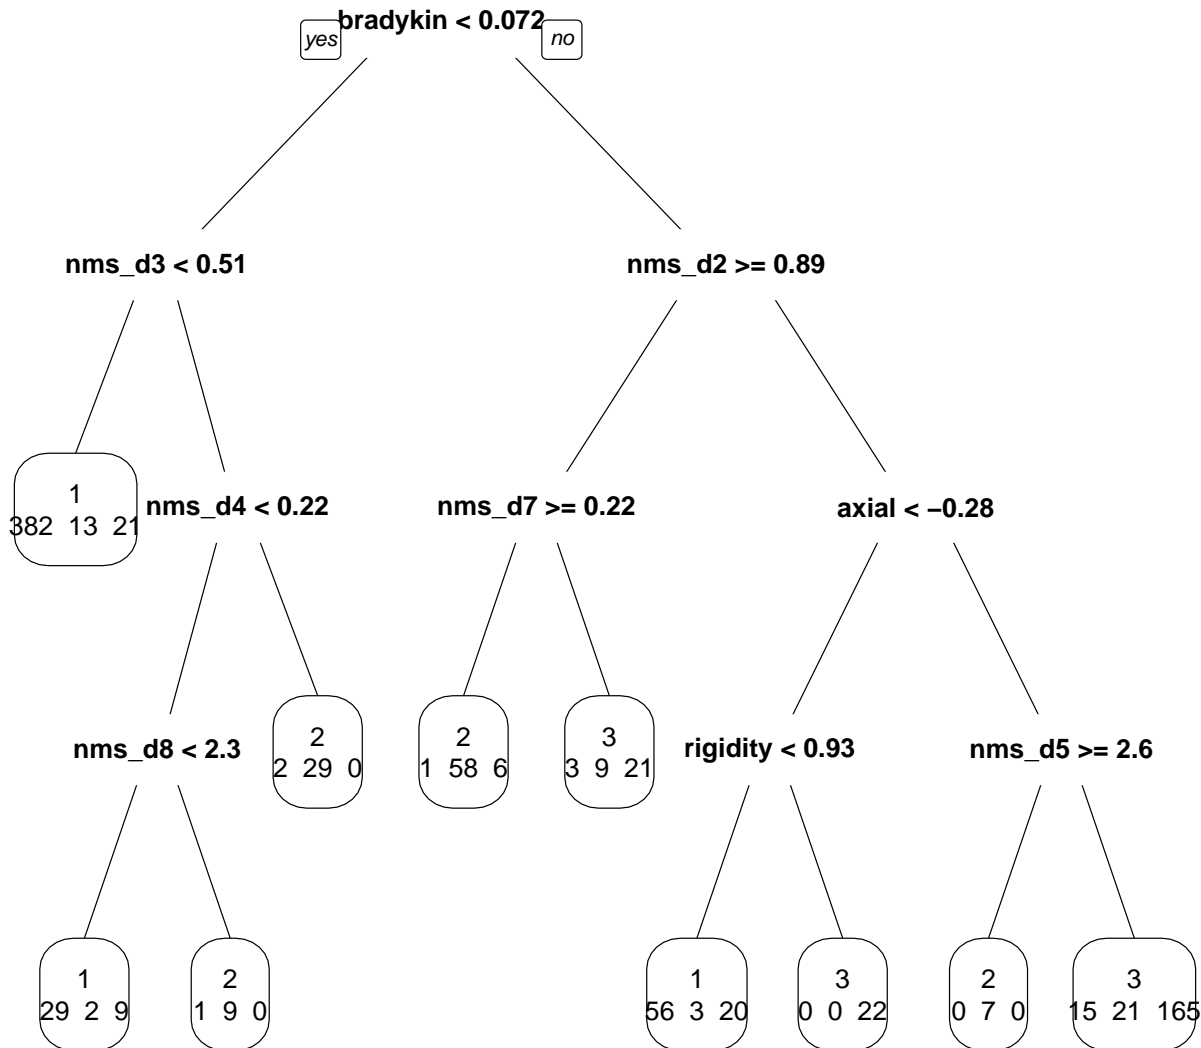 bradykin < 0.072
yes no
nms_d3 < 0.51
nms_d2 >= 0.89
1
382 13 21
nms_d4 < 0.22
nms_d7 >= 0.22
axial < −0.28
nms_d8 < 2.3
2
2 29 0
2
1 58 6
3
3 9 21
rigidity < 0.93
nms_d5 >= 2.6
1
29 2 9
2
1 9 0
1
56 3 20
3
0 0 22
2
0 7 0
3
15 21 165